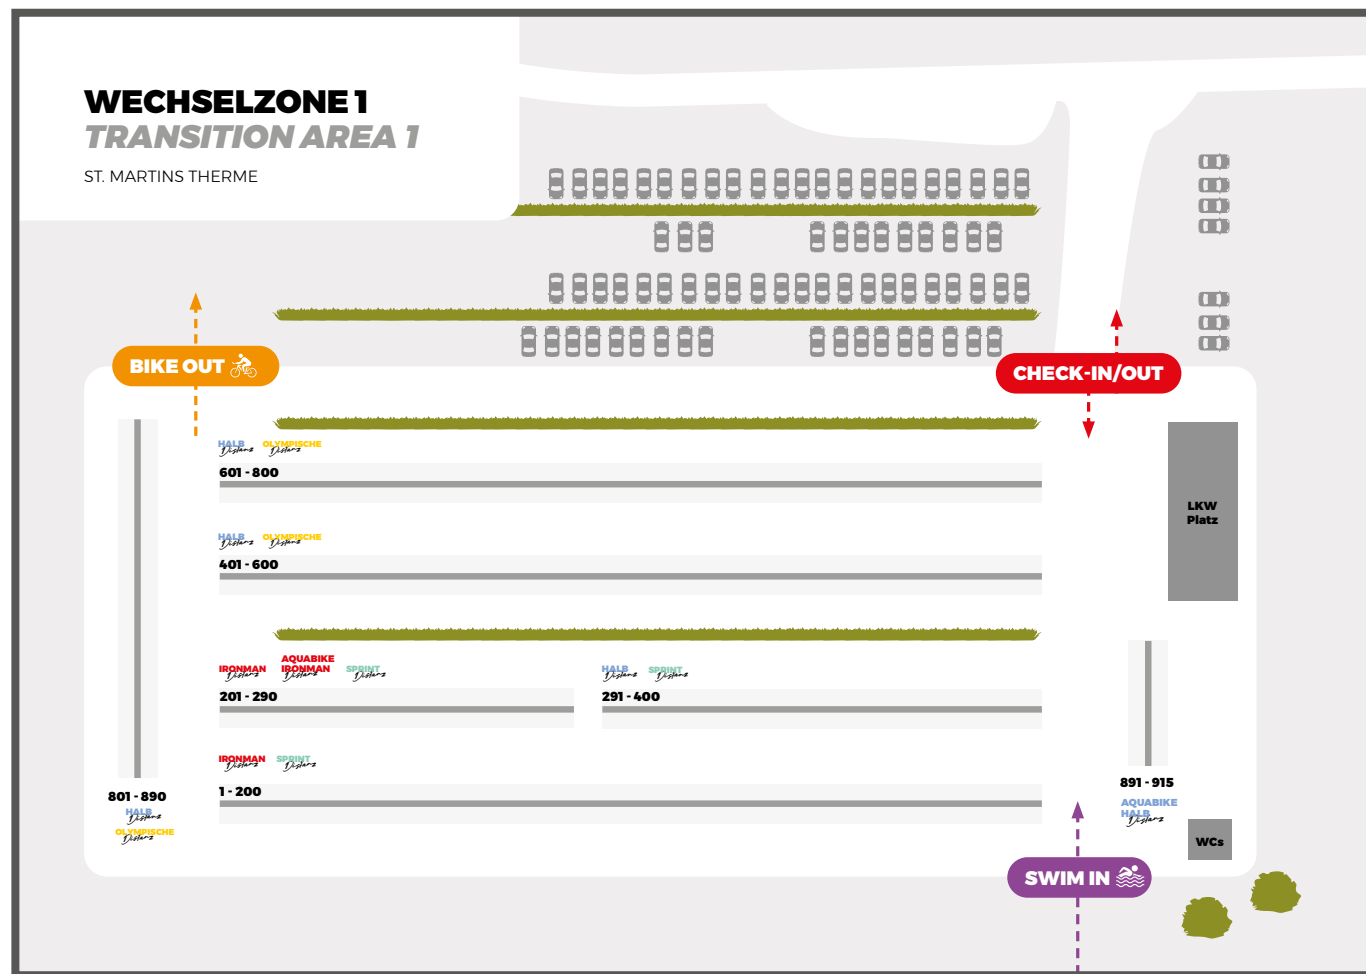 WECHSELZONE 1
TRANSITION AREA 1
ST. MARTINS THERME
BIKE OUT
CHECK-IN/OUT
HALB Distanz OLYMPISCHE Distanz
601 - 800
HALB Distanz OLYMPISCHE Distanz
401 - 600
LKW
Platz
IRONMAN Distanz AQUABIKE IRONMAN Distanz SPRINT Distanz
201 - 290
HALB Distanz SPRINT Distanz
291 - 400
IRONMAN Distanz SPRINT Distanz
1 - 200
801 - 890
HALB
Distanz
OLYMPISCHE
Distanz
891 - 915
AQUABIKE
HALB
Distanz
WCs
SWIM IN